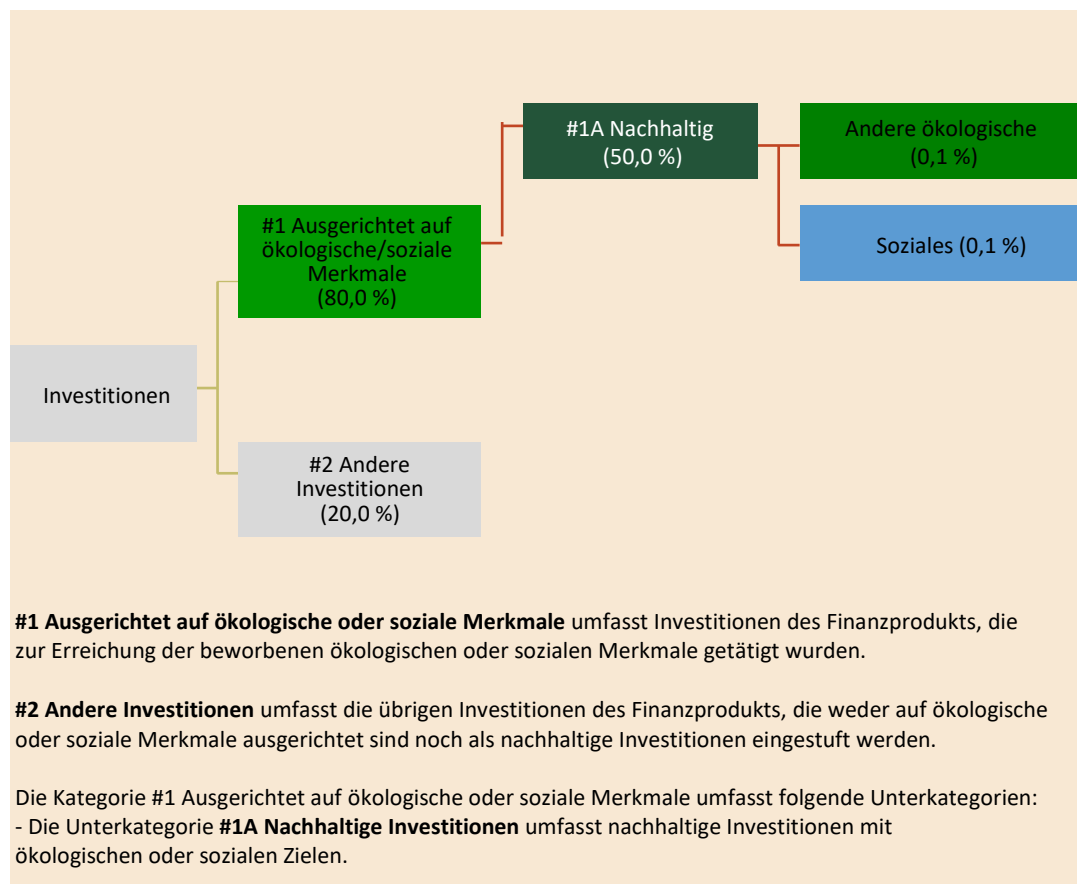 #1A Nachhaltig
(50,0 %)
Andere ökologische
(0,1 %)
#1 Ausgerichtet auf
ökologische/soziale
Merkmale
(80,0 %)
Soziales (0,1 %)
Investitionen
#2 Andere
Investitionen
(20,0 %)
#1 Ausgerichtet auf ökologische oder soziale Merkmale umfasst Investitionen des Finanzprodukts, die
zur Erreichung der beworbenen ökologischen oder sozialen Merkmale getätigt wurden.
#2 Andere Investitionen umfasst die übrigen Investitionen des Finanzprodukts, die weder auf ökologische
oder soziale Merkmale ausgerichtet sind noch als nachhaltige Investitionen eingestuft werden.
Die Kategorie #1 Ausgerichtet auf ökologische oder soziale Merkmale umfasst folgende Unterkategorien:
- Die Unterkategorie #1A Nachhaltige Investitionen umfasst nachhaltige Investitionen mit
ökologischen oder sozialen Zielen.